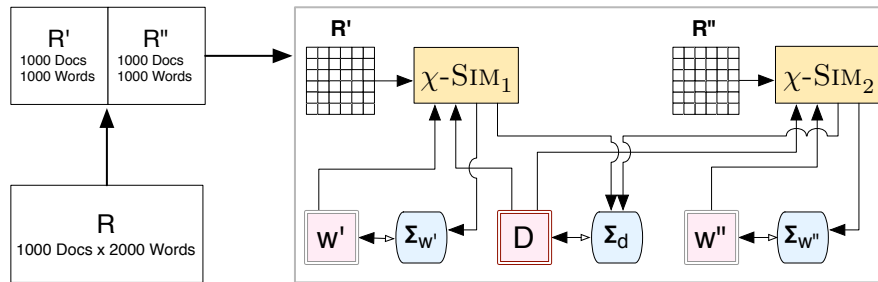 R'
1000 Docs
1000 Words
R"
1000 Docs
1000 Words
R
1000 Docs x 2000 Words
R'
χ-SIM1
R"
χ-SIM2
w'
Σw'
D
Σd
w"
Σw"